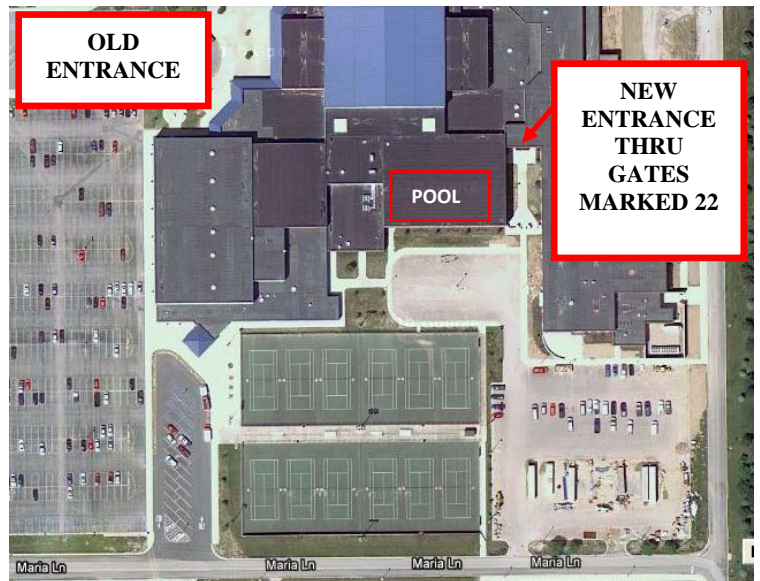 OLD
ENTRANCE
NEW
ENTRANCE
THRU
GATES
MARKED 22
POOL
Maria Ln
Maria Ln
Maria Ln
Maria Ln